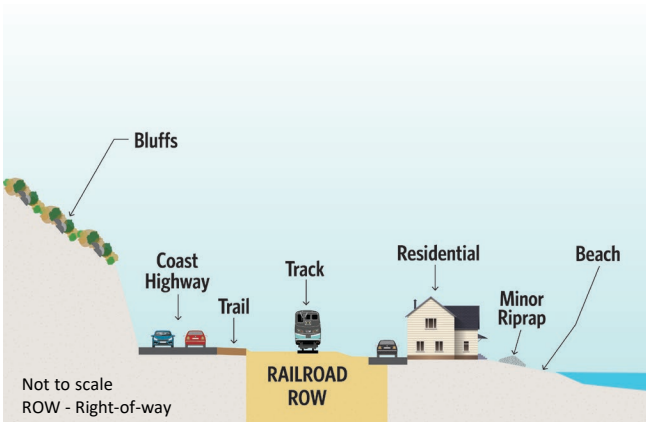 Bluffs
Coast
Highway
Trail
Track
Residential
Minor
Riprap
Beach
RAILROAD
ROW
Not to scale
ROW - Right-of-way